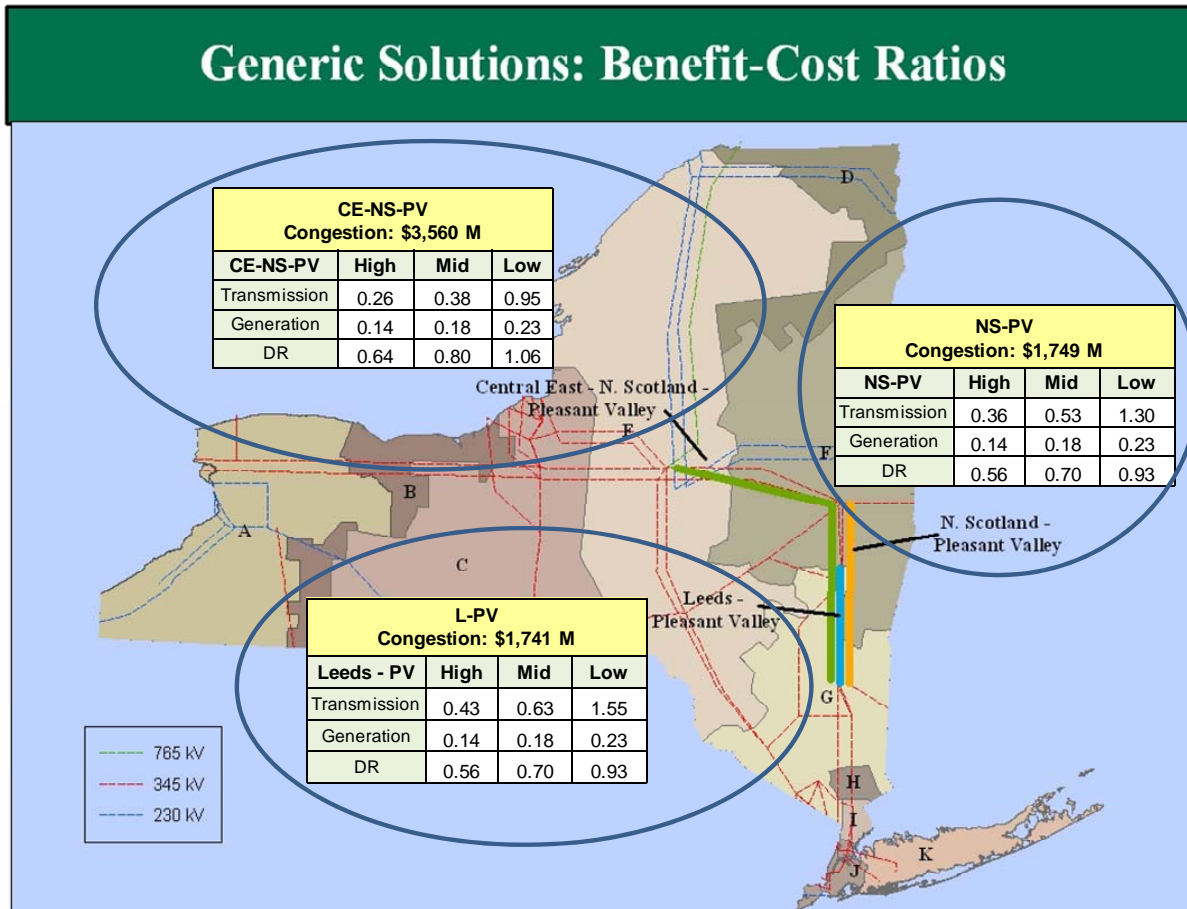 Generic Solutions: Benefit-Cost Ratios
CE-NS-PV
Congestion: $3,560 M
CE-NS-PV High Mid Low
Transmission 0.26 0.38 0.95
Generation 0.14 0.18 0.23
DR 0.64 0.80 1.06
D
NS-PV
Congestion: $1,749 M
NS-PV High Mid Low
Transmission 0.36 0.53 1.30
Generation 0.14 0.18 0.23
DR 0.56 0.70 0.93
Central East - N. Scotland -
Pleasant Valley
E
F
B
A
C
N. Scotland -
Pleasant Valley
Leeds -
Pleasant Valley
L-PV
Congestion: $1,741 M
Leeds - PV High Mid Low
Transmission 0.43 0.63 1.55
Generation 0.14 0.18 0.23
DR 0.56 0.70 0.93
G
765 kV
345 kV
230 kV
H
I
K
J